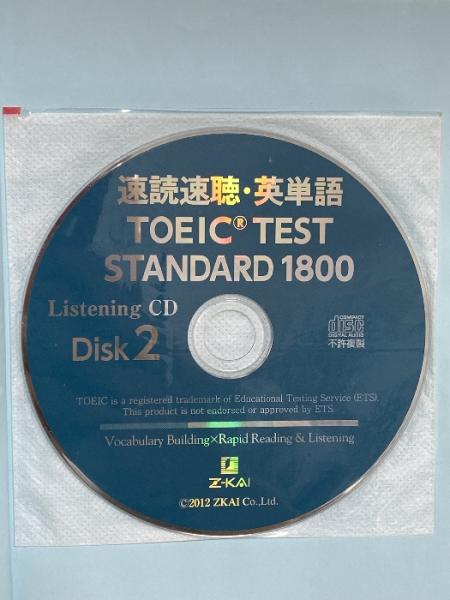 速読速聴・英単語
TOEIC® TEST
STANDARD 1800
Listening CD
Disk 2
COMPACT
disc
DIGITAL AUDIO
不許複製
TOEIC is a registered trademark of Educational Testing Service (ETS).
This product is not endorsed or approved by ETS.
Vocabulary Building×Rapid Reading & Listening
Z-KAI
©2012 ZKAI Co.,Ltd.